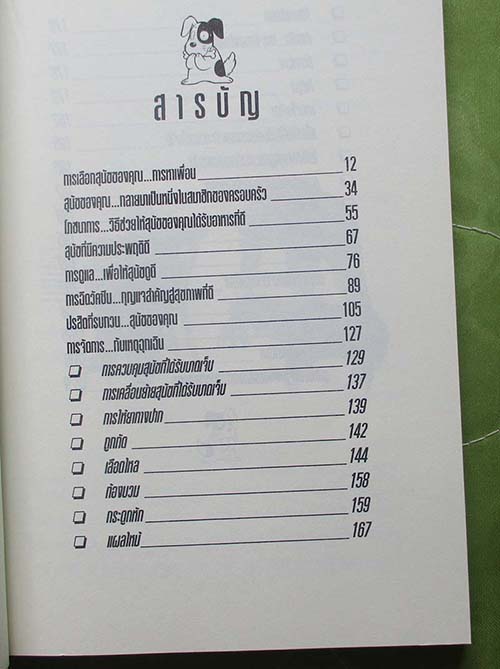 สารบัญ
การเลือกสุนัขของคุณ...การหาเพื่อน 12
สุนัขของคุณ...กลายมาเป็นหนึ่งในสมาชิกของครอบครัว 34
โภชนาการ...วิธีช่วยให้สุนัขของคุณได้รับอาหารที่ดี 55
สุนัขที่มีความประพฤติดี 67
การดูแล...เพื่อให้สุนัขดูดี 76
การฉีดวัคซีน...กุญแจสำคัญสู่สุขภาพที่ดี 89
ปรสิตที่รบกวน...สุนัขของคุณ 105
การจัดการ...กับเหตุฉุกเฉิน 127
❏ การควบคุมสุนัขที่ได้รับบาดเจ็บ 129
❏ การเคลื่อนย้ายสุนัขที่ได้รับบาดเจ็บ 137
❏ การให้ยาทางปาก 139
❏ ถูกกัด 142
❏ เลือดไหล 144
❏ ท้องบวม 158
❏ กระดูกหัก 159
❏ แผลไหม้ 167